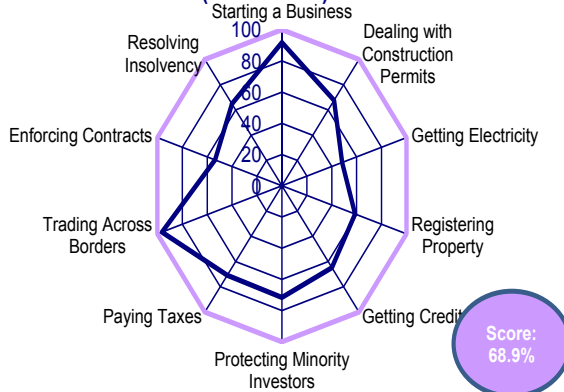 Starting a Business
100
80
60
40
20
0
Dealing with
Construction
Permits
Getting Electricity
Registering
Property
Getting Credit
Protecting Minority
Investors
Paying Taxes
Trading Across
Borders
Enforcing Contracts
Resolving
Insolvency
Score:
68.9%